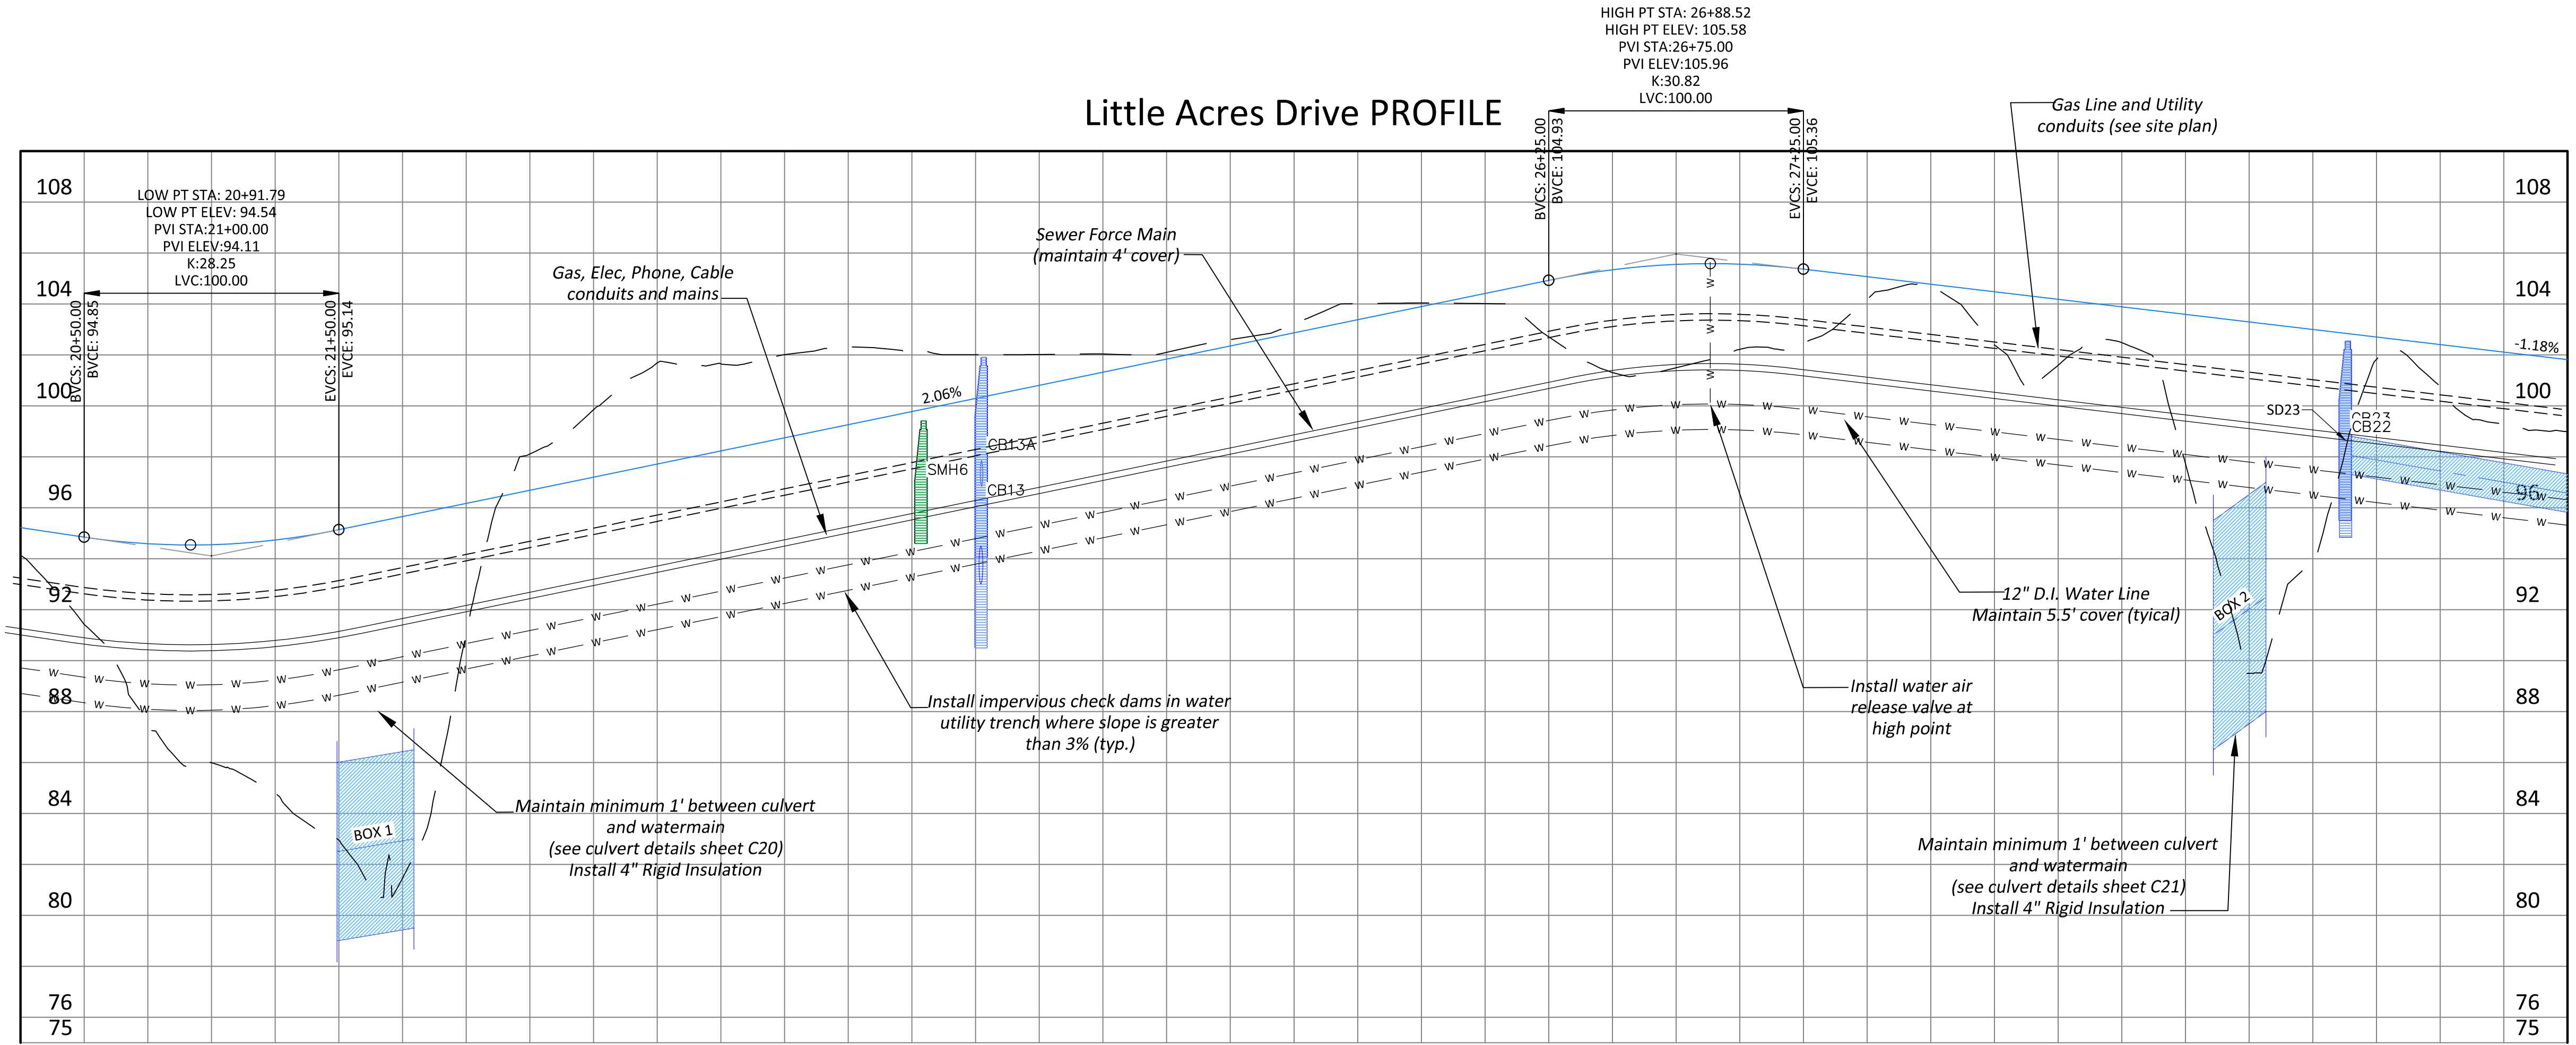 HIGH PT STA: 26+88.52
HIGH PT ELEV: 105.58
PVI STA:26+75.00
PVI ELEV:105.96
K:30.82
LVC:100.00
Little Acres Drive PROFILE
Gas Line and Utility
conduits (see site plan)
BVCS: 26+25.00
BVCE: 104.93
EVCS: 27+25.00
EVCE: 105.36
108
108
LOW PT STA: 20+91.79
LOW PT ELEV: 94.54
PVI STA:21+00.00
PVI ELEV:94.11
K:28.25
LVC:100.00
Sewer Force Main
(maintain 4' cover)
Gas, Elec, Phone, Cable
conduits and mains
104
104
BVCS: 20+50.00
BVCE: 94.85
EVCS: 21+50.00
EVCE: 95.14
-1.18%
100
2.06%
100
SD23
CB23
CB22
CB13A
SMH6
CB13
96
96
92
12" D.I. Water Line
Maintain 5.5' cover (tyical)
92
BOX 2
88
Install impervious check dams in water
utility trench where slope is greater
than 3% (typ.)
Install water air
release valve at
high point
88
84
Maintain minimum 1' between culvert
and watermain
(see culvert details sheet C20)
Install 4" Rigid Insulation
84
BOX 1
Maintain minimum 1' between culvert
and watermain
(see culvert details sheet C21)
Install 4" Rigid Insulation
80
80
76
76
75
75
W W W W W W W W W W W W W W W W W W W W W W W W W W W W W W W W W W W W W W W W W W W W W W W W W W W W W W W W
W W W W W W W W W W W W W W W W W W W W W W W W W W W W W W W W W W W W W W W W W W W W W W W W W W W W W W W W
W
W
W
W